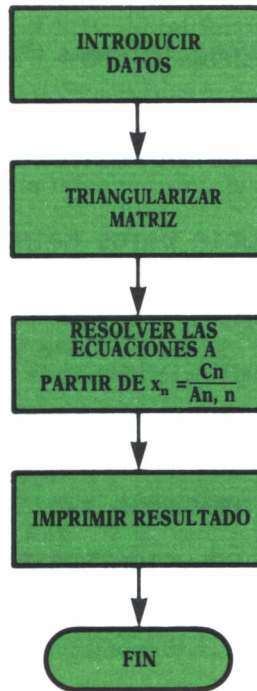 INTRODUCIR
DATOS
TRIANGULARIZAR
MATRIZ
RESOLVER LAS
ECUACIONES A
PARTIR DE xₙ = Cn/An, n
IMPRIMIR RESULTADO
FIN